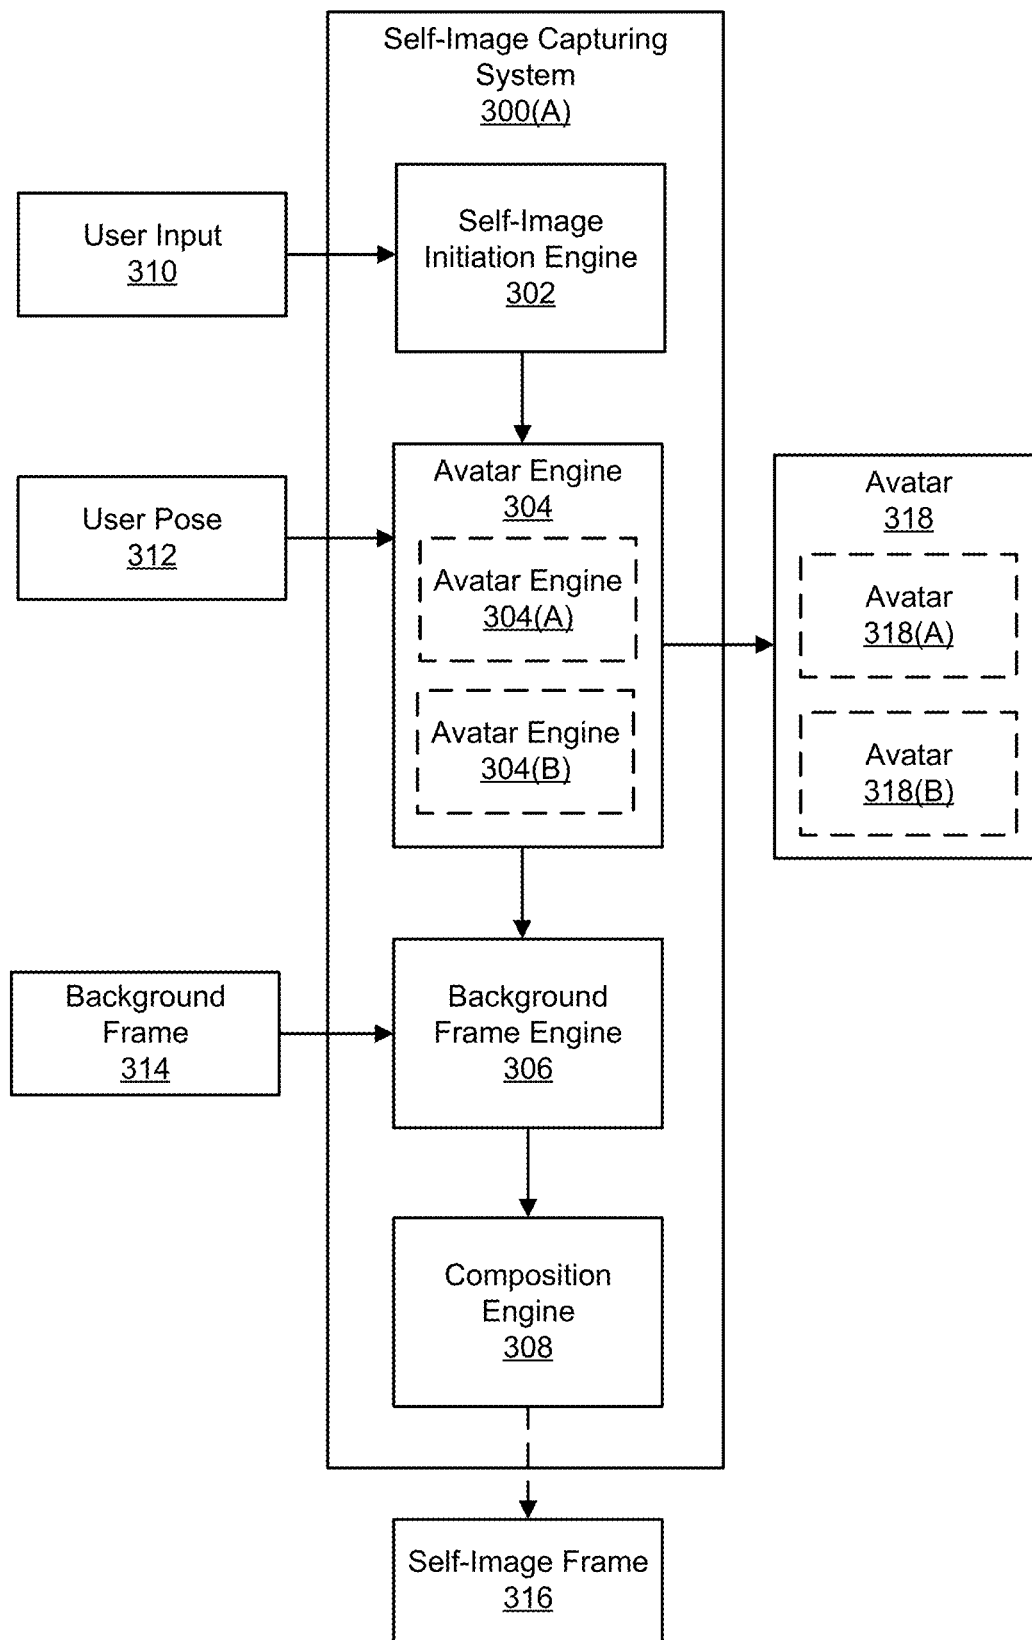 Self-Image Capturing
System
300(A)
User Input
310
Self-Image
Initiation Engine
302
User Pose
312
Avatar Engine
304
Avatar Engine
304(A)
Avatar Engine
304(B)
Avatar
318
Avatar
318(A)
Avatar
318(B)
Background
Frame
314
Background
Frame Engine
306
Composition
Engine
308
Self-Image Frame
316